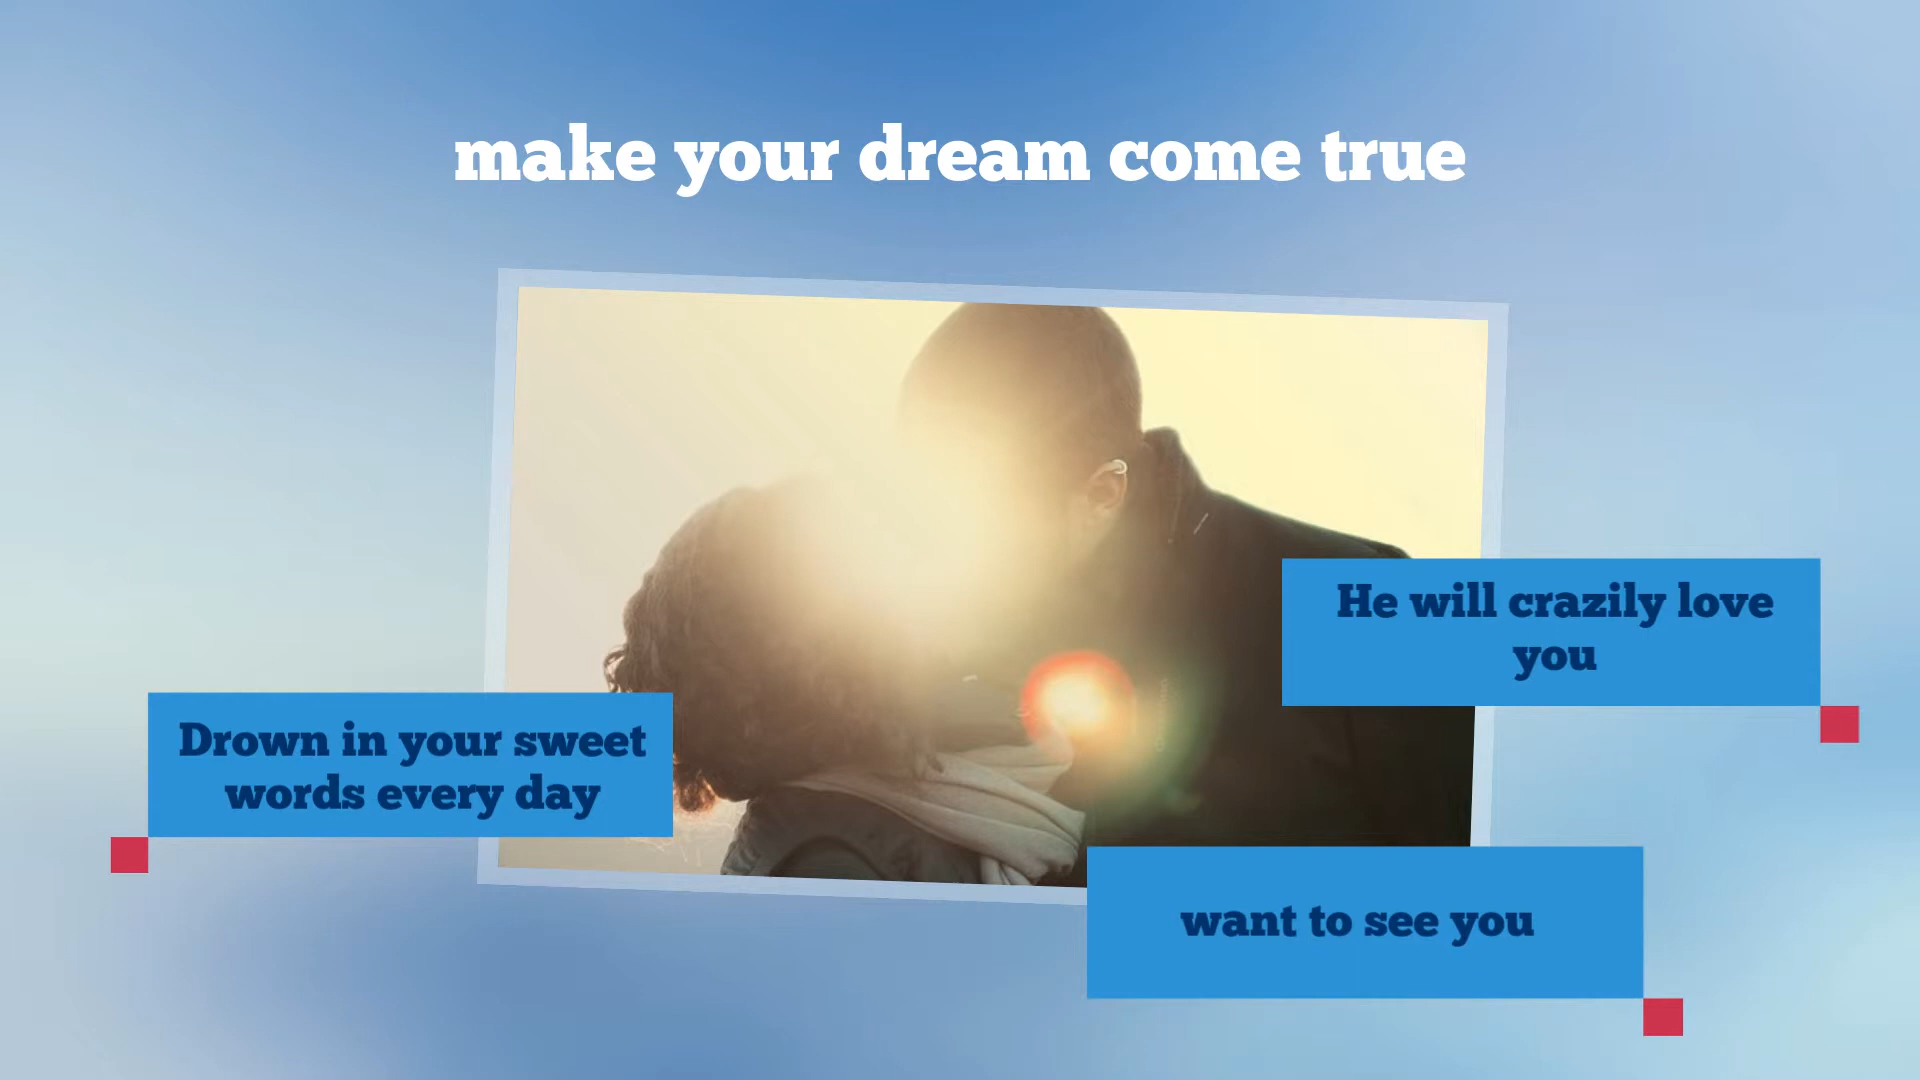 make your dream come true
He will crazily love
you
Drown in your sweet
words every day
want to see you